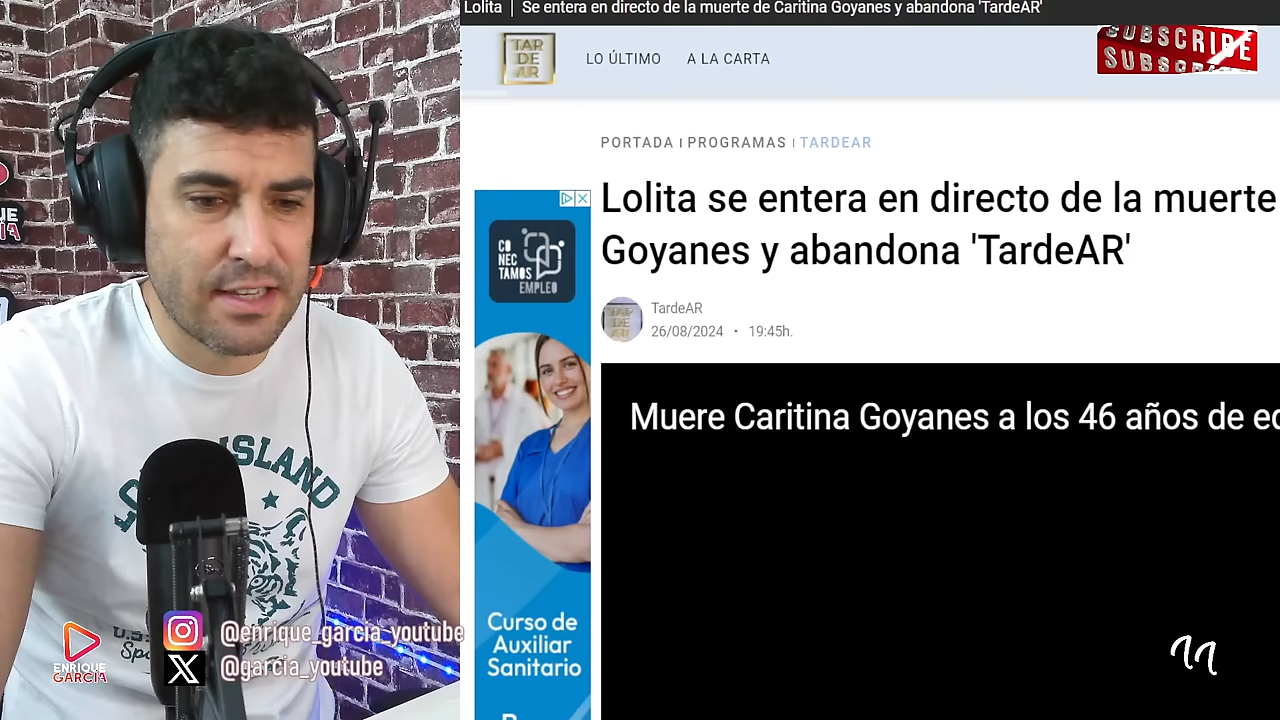 Lolita | Se entera en directo de la muerte de Caritina Goyanes y abandona 'TardeAR'
TAR
DE
AR
LO ÚLTIMO
A LA CARTA
SUBSCRIBE
SUBSCRIBE
PORTADA | PROGRAMAS | TARDEAR
Lolita se entera en directo de la muerte
Goyanes y abandona 'TardeAR'
TardeAR
26/08/2024 • 19:45h.
Muere Caritina Goyanes a los 46 años de ed
CO
NEC
TAMOS
EMPLEO
Curso de
Auxiliar
Sanitario
ISLAND
U.S.
Spo
@enrique_garcia_youtube
@garcia_youtube
ENRIQUE
GARCIA